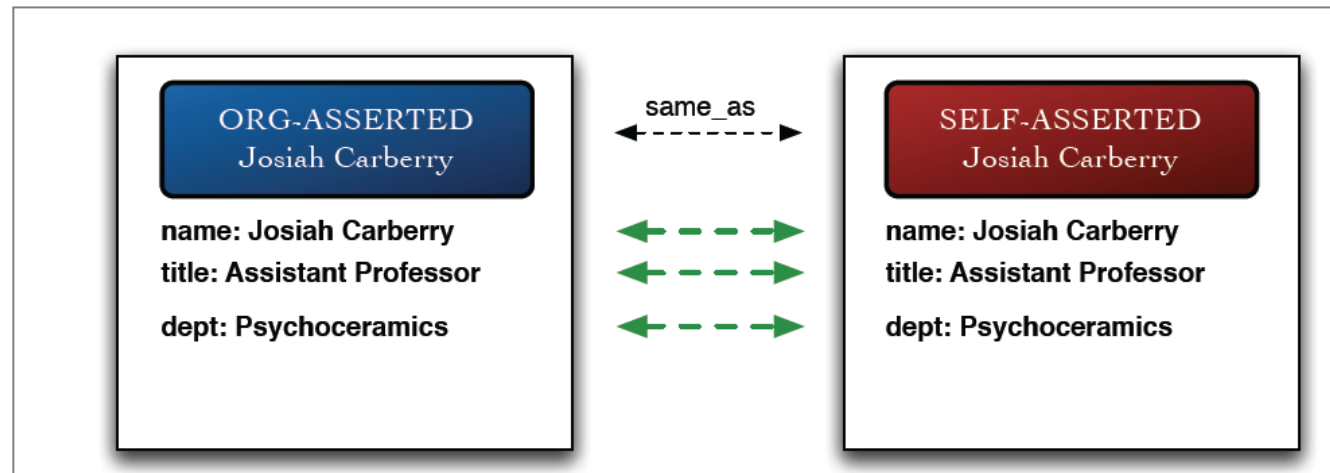 ORG-ASSERTED
Josiah Carberry
name: Josiah Carberry
title: Assistant Professor
dept: Psychoceramics
same_as
SELF-ASSERTED
Josiah Carberry
name: Josiah Carberry
title: Assistant Professor
dept: Psychoceramics